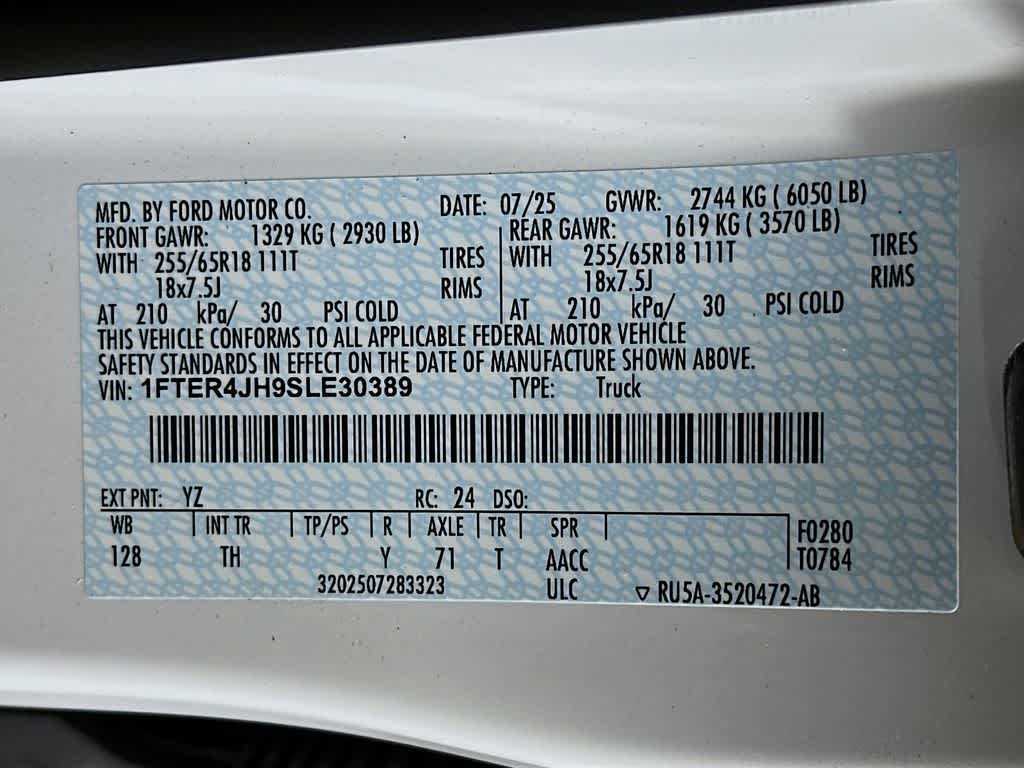 MFD. BY FORD MOTOR CO. DATE: 07/25 GVWR: 2744 KG ( 6050 LB)
FRONT GAWR: 1329 KG ( 2930 LB) REAR GAWR: 1619 KG ( 3570 LB)
WITH 255/65R18 111T TIRES WITH 255/65R18 111T TIRES
18x7.5J RIMS 18x7.5J RIMS
AT 210 kPa/ 30 PSI COLD AT 210 kPa/ 30 PSI COLD
THIS VEHICLE CONFORMS TO ALL APPLICABLE FEDERAL MOTOR VEHICLE
SAFETY STANDARDS IN EFFECT ON THE DATE OF MANUFACTURE SHOWN ABOVE.
VIN: 1FTER4JH9SLE30389 TYPE: Truck
EXT PNT: YZ RC: 24 DSO:
WB INT TR TP/PS R AXLE TR SPR F0280
128 TH Y 71 T AACC T0784
3202507283323 ULC ▽ RU5A-3520472-AB